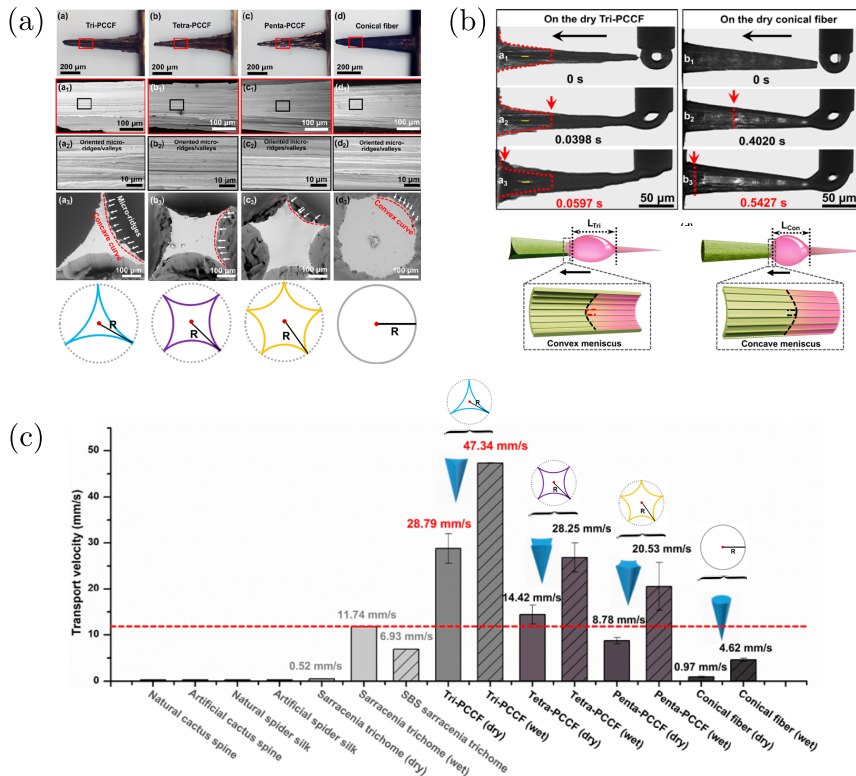 (a)
(a) Tri-PCCF
(b) Tetra-PCCF
(c) Penta-PCCF
(d) Conical fiber
200 μm
200 μm
200 μm
200 μm
(a₁)
(b₁)
(c₁)
(d₁)
100 μm
100 μm
100 μm
100 μm
(a₂) Oriented micro-ridges/valleys
(b₂) Oriented micro-ridges/valleys
(c₂) Oriented micro-ridges/valleys
(d₂) Oriented micro-ridges/valleys
10 μm
10 μm
10 μm
10 μm
(a₃)
Micro-ridges
Concave curve
(b₃)
(c₃)
(d₃)
Convex curve
100 μm
100 μm
100 μm
100 μm
R
R
R
R
(b)
On the dry Tri-PCCF
On the dry conical fiber
a₁
0 s
b₁
0 s
a₂
0.0398 s
b₂
0.4020 s
a₃
0.0597 s
50 μm
b₃
0.5427 s
50 μm
L Tri
L Con
Convex meniscus
Concave meniscus
(c)
Transport velocity (mm/s)
50
40
30
20
10
0
0.52 mm/s
11.74 mm/s
6.93 mm/s
28.79 mm/s
47.34 mm/s
14.42 mm/s
28.25 mm/s
8.78 mm/s
20.53 mm/s
0.97 mm/s
4.62 mm/s
R
R
R
R
Natural cactus spine
Artificial cactus spine
Natural spider silk
Artificial spider silk
Sarracenia trichome (dry)
Sarracenia trichome (wet)
SBS sarracenia trichome
Tri-PCCF (dry)
Tri-PCCF (wet)
Tetra-PCCF (dry)
Tetra-PCCF (wet)
Penta-PCCF (dry)
Penta-PCCF (wet)
Conical fiber (dry)
Conical fiber (wet)